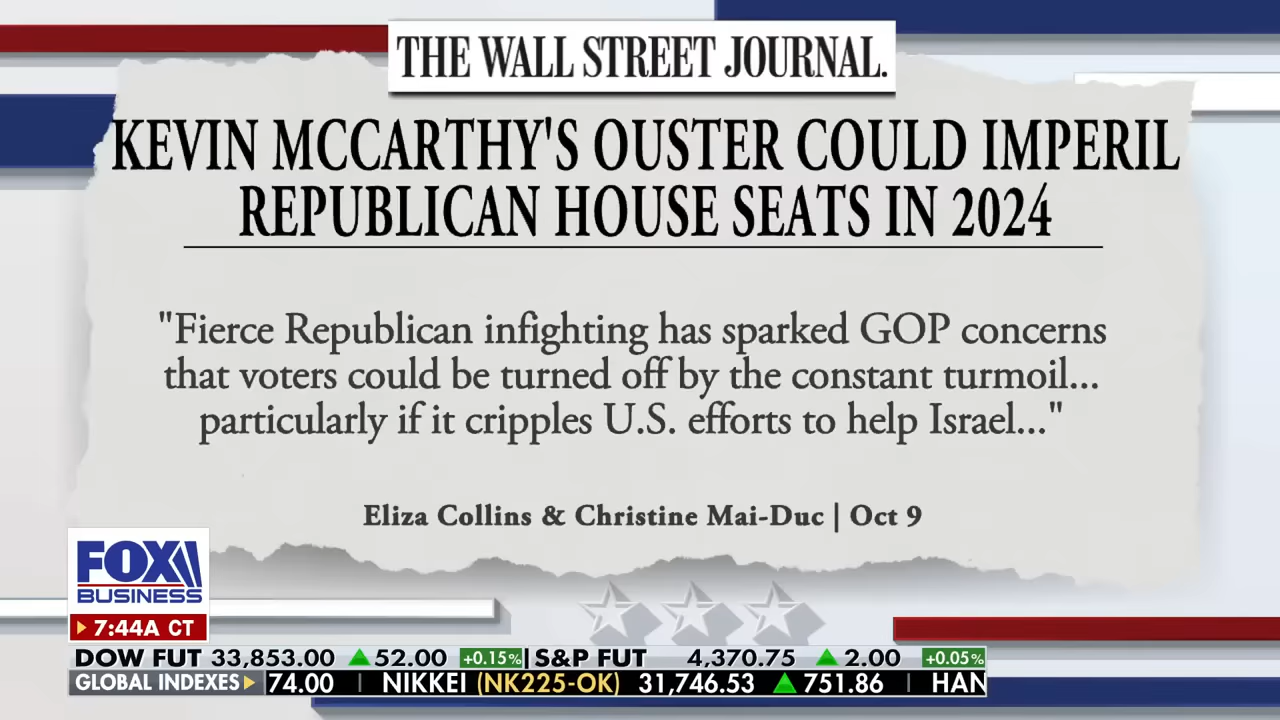 THE WALL STREET JOURNAL.
KEVIN MCCARTHY'S OUSTER COULD IMPERIL
REPUBLICAN HOUSE SEATS IN 2024
"Fierce Republican infighting has sparked GOP concerns
that voters could be turned off by the constant turmoil...
particularly if it cripples U.S. efforts to help Israel..."
Eliza Collins & Christine Mai-Duc | Oct 9
FOX
BUSINESS
7:44A CT
DOW FUT 33,853.00 ▲ 52.00 +0.15% | S&P FUT 4,370.75 ▲ 2.00 +0.05%
GLOBAL INDEXES 74.00 | NIKKEI (NK225-OK) 31,746.53 ▲ 751.86 | HAN